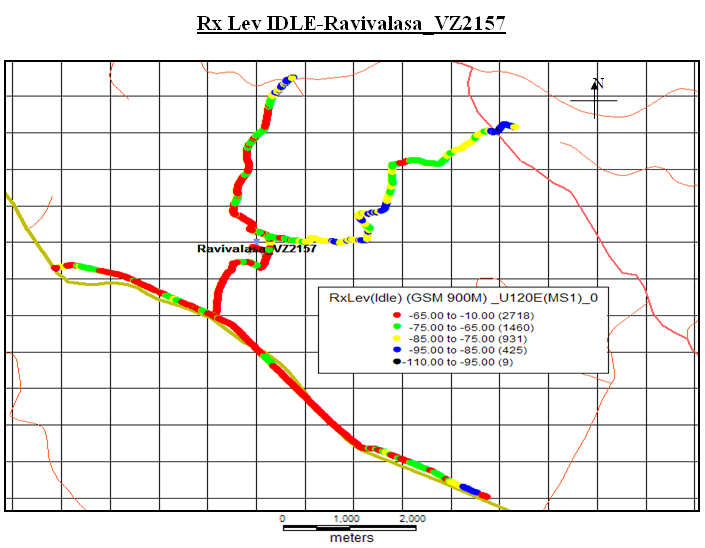 Rx Lev IDLE-Ravivalasa_VZ2157
N
Ravivalasa_VZ2157
RxLev(Idle) (GSM 900M) _U120E(MS1)_0
-65.00 to -10.00 (2718)
-75.00 to -65.00 (1460)
-85.00 to -75.00 (931)
-95.00 to -85.00 (425)
-110.00 to -95.00 (9)
0 1,000 2,000
meters